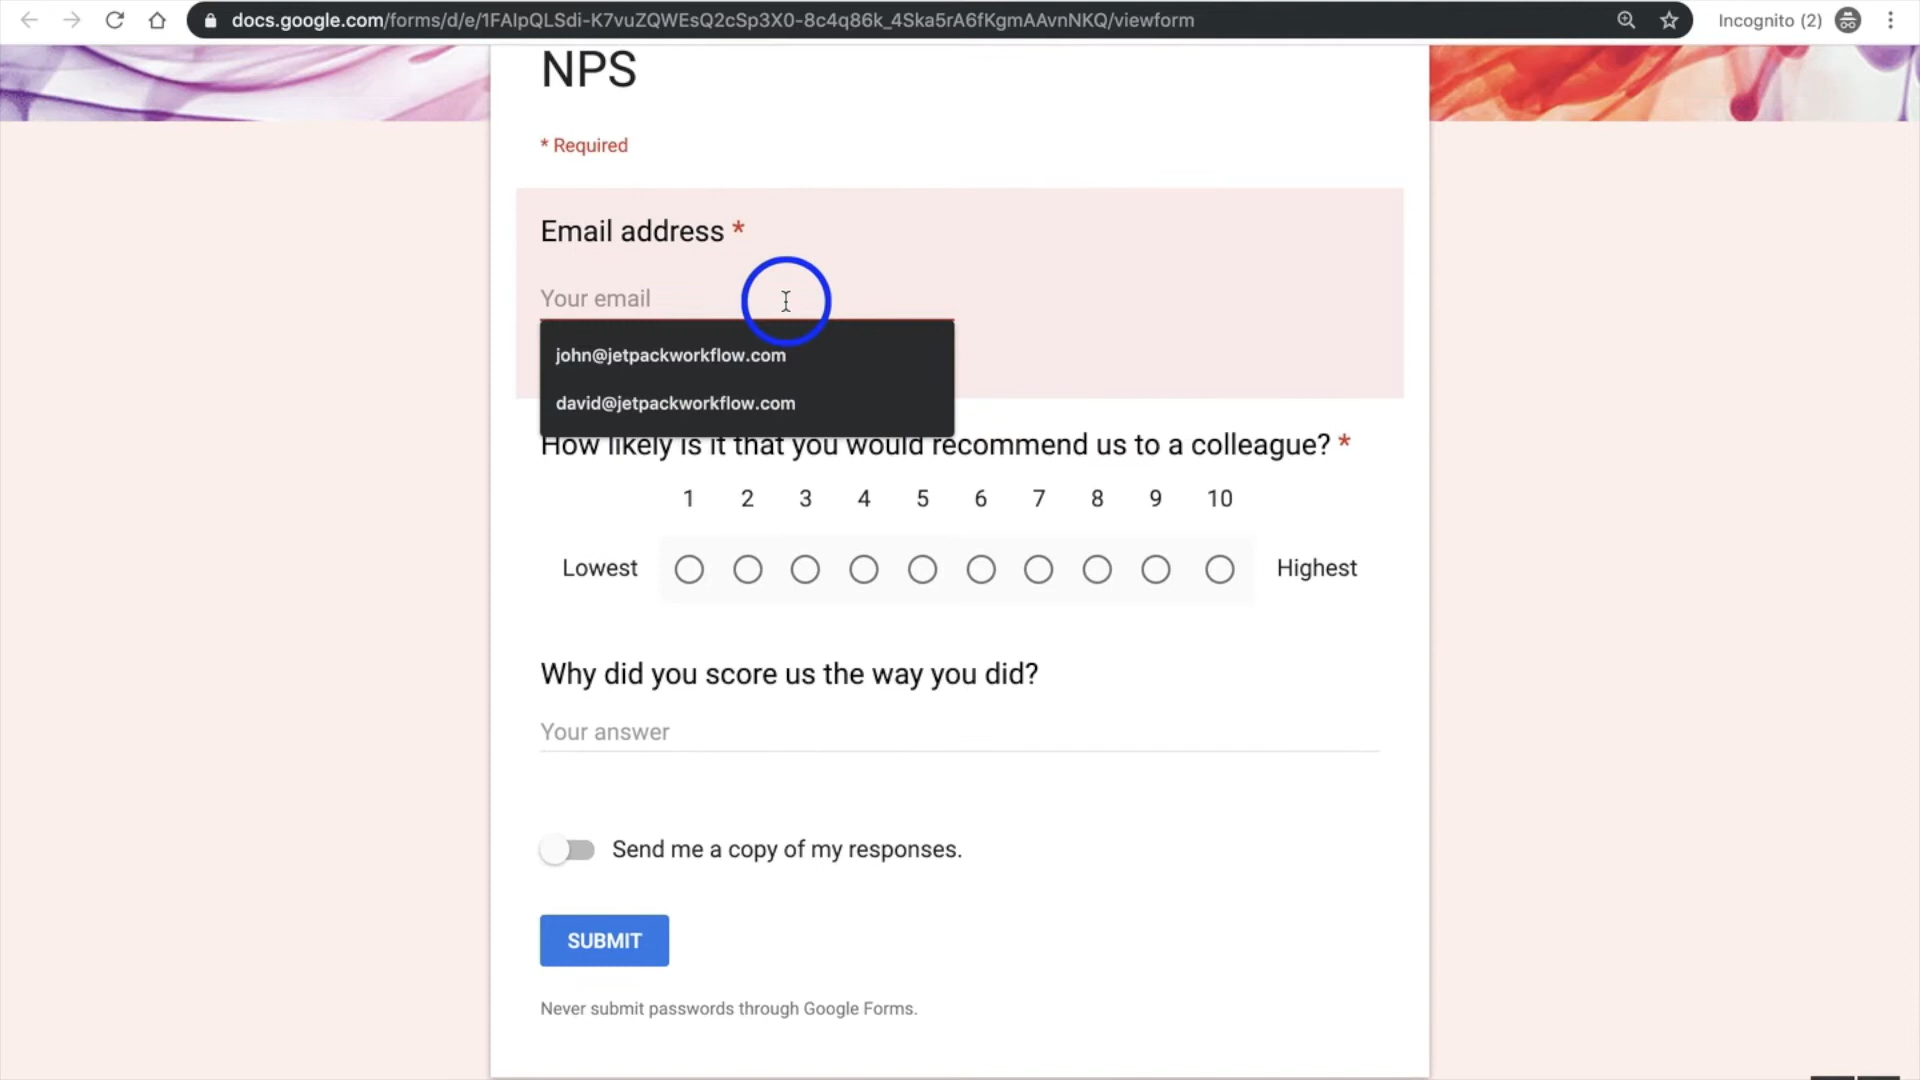 docs.google.com/forms/d/e/1FAIpQLSdi-K7vuZQWEsQ2cSp3X0-8c4q86k_4Ska5rA6fKgmAAvnNKQ/viewform
Incognito (2)
NPS
* Required
Email address *
Your email
john@jetpackworkflow.com
david@jetpackworkflow.com
How likely is it that you would recommend us to a colleague? *
1 2 3 4 5 6 7 8 9 10
Lowest Highest
Why did you score us the way you did?
Your answer
Send me a copy of my responses.
SUBMIT
Never submit passwords through Google Forms.